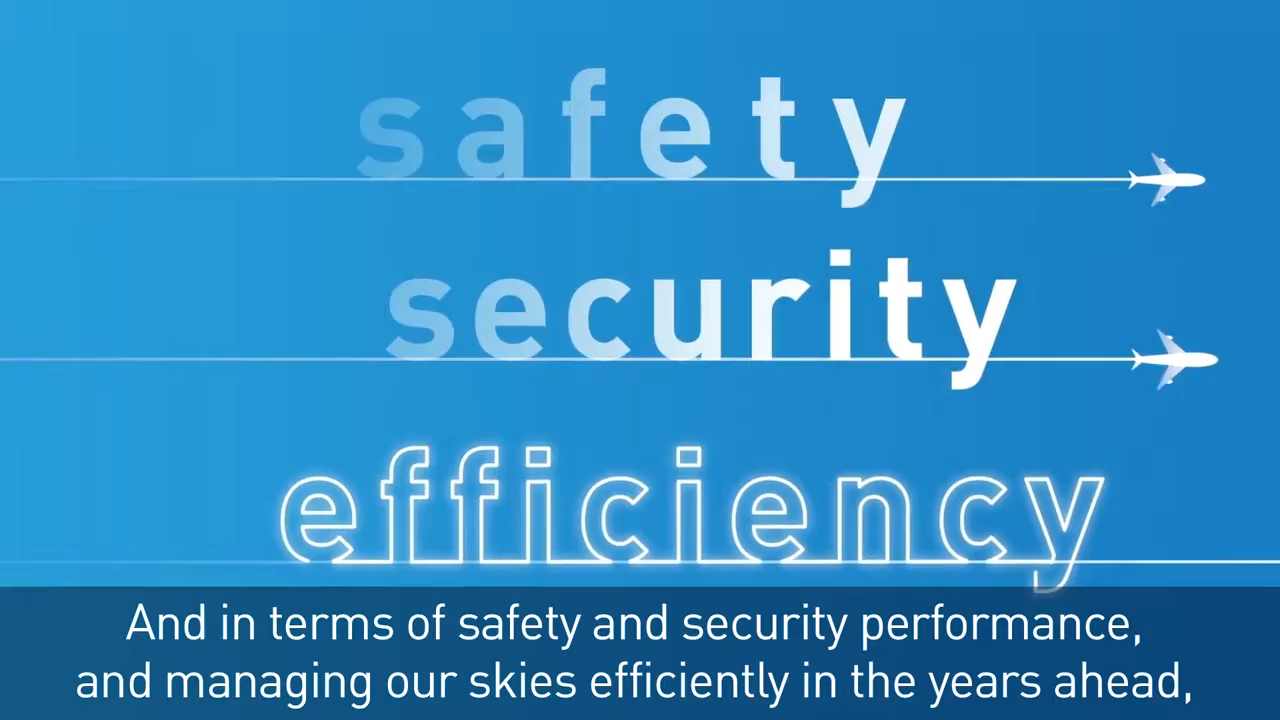 safety
security
efficiency
And in terms of safety and security performance,
and managing our skies efficiently in the years ahead,